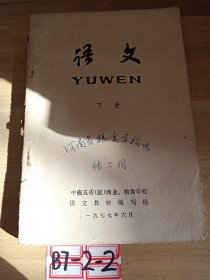 语文
YUWEN
下册
河南省粮食学校
中南五省(区)商业、粮食学校
语文教材编写组
一九七七年六月
B7-2-2